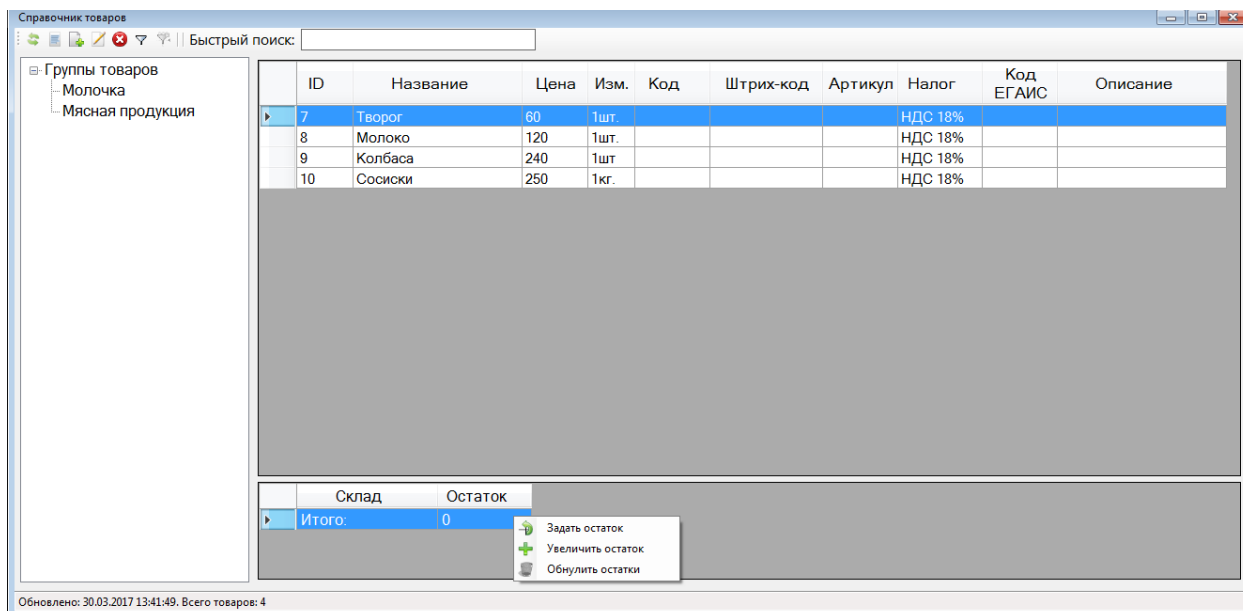 Справочник товаров
Быстрый поиск:
Группы товаров
Молочка
Мясная продукция
ID Название Цена Изм. Код Штрих-код Артикул Налог Код ЕГАИС Описание
7 Творог 60 1шт. НДС 18%
8 Молоко 120 1шт. НДС 18%
9 Колбаса 240 1шт НДС 18%
10 Сосиски 250 1кг. НДС 18%
Склад Остаток
Итого: 0
Задать остаток
Увеличить остаток
Обнулить остатки
Обновлено: 30.03.2017 13:41:49. Всего товаров: 4